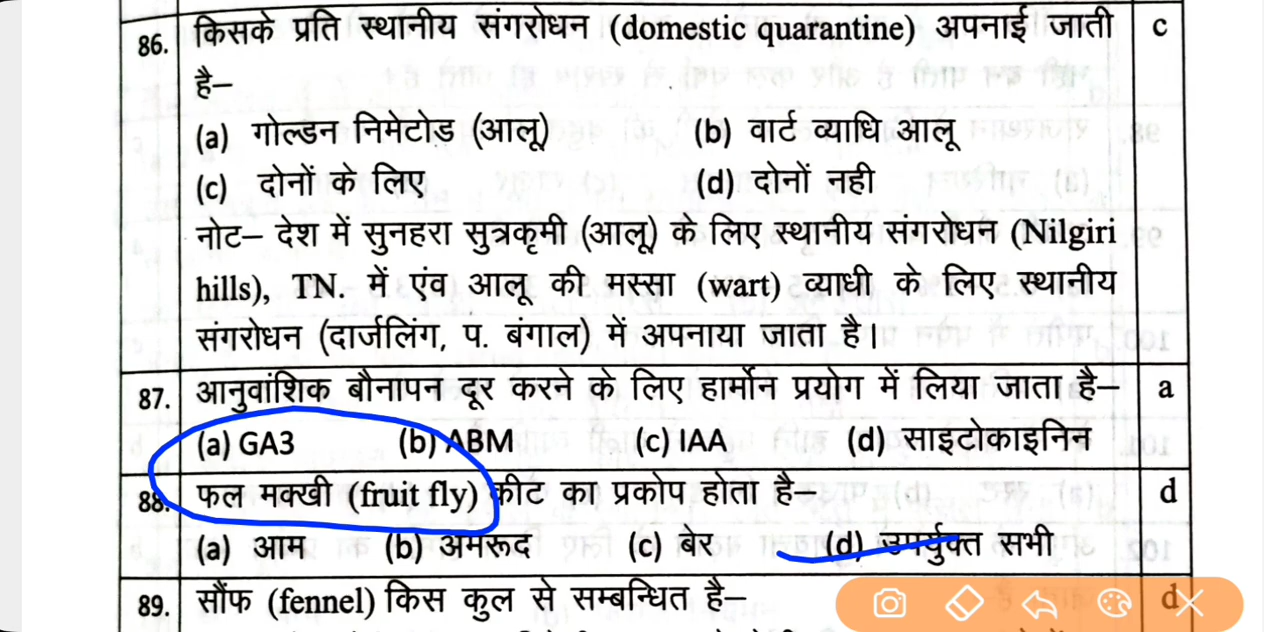 86. किसके प्रति स्थानीय संगरोधन (domestic quarantine) अपनाई जाती c
है–
(a) गोल्डन निमेटोड (आलू) (b) वार्ट व्याधि आलू
(c) दोनों के लिए (d) दोनों नही
नोट– देश में सुनहरा सुत्रकृमी (आलू) के लिए स्थानीय संगरोधन (Nilgiri
hills), TN. में एंव आलू की मस्सा (wart) व्याधी के लिए स्थानीय
संगरोधन (दार्जलिंग, प. बंगाल) में अपनाया जाता है।
87. आनुवांशिक बौनापन दूर करने के लिए हार्मोन प्रयोग में लिया जाता है– a
(a) GA3 (b) ABM (c) IAA (d) साइटोकाइनिन
88. फल मक्खी (fruit fly) कीट का प्रकोप होता है– d
(a) आम (b) अमरूद (c) बेर (d) उपर्युक्त सभी
89. सौंफ (fennel) किस कुल से सम्बन्धित है– d